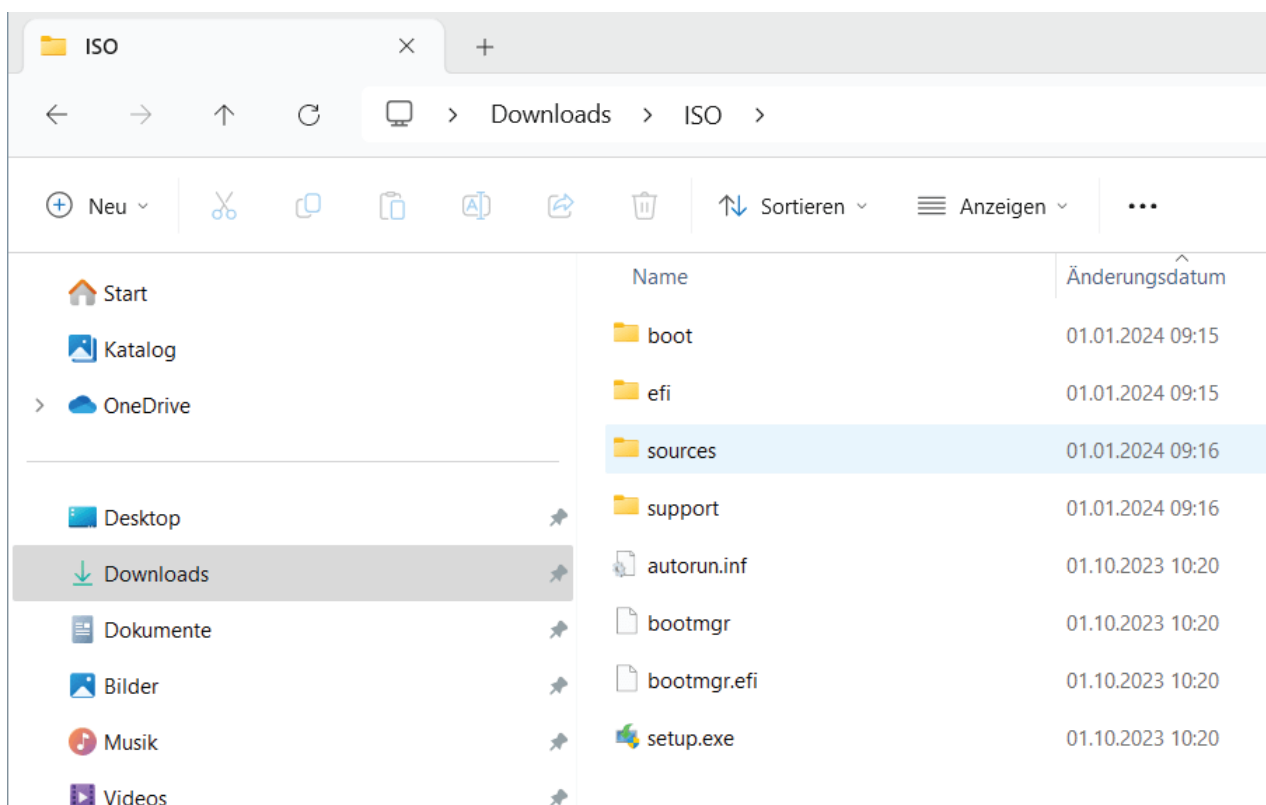 ISO
Downloads > ISO >
Neu Sortieren Anzeigen
Start
Katalog
OneDrive
Desktop
Downloads
Dokumente
Bilder
Musik
Videos
Name Änderungsdatum
boot 01.01.2024 09:15
efi 01.01.2024 09:15
sources 01.01.2024 09:16
support 01.01.2024 09:16
autorun.inf 01.10.2023 10:20
bootmgr 01.10.2023 10:20
bootmgr.efi 01.10.2023 10:20
setup.exe 01.10.2023 10:20